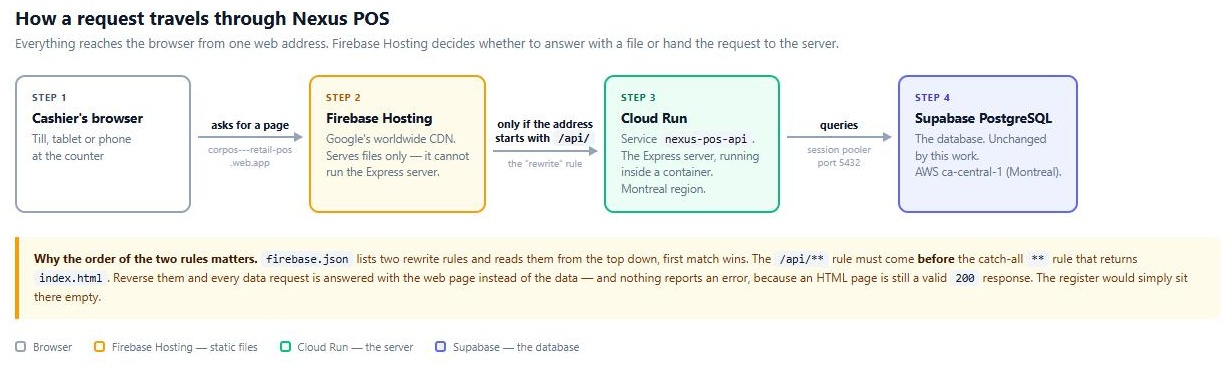 How a request travels through Nexus POS
Everything reaches the browser from one web address. Firebase Hosting decides whether to answer with a file or hand the request to the server.
STEP 1
Cashier's browser
Till, tablet or phone
at the counter
asks for a page
corpos---retail-pos
.web.app
STEP 2
Firebase Hosting
Google's worldwide CDN.
Serves files only — it cannot
run the Express server.
only if the address
starts with /api/
the "rewrite" rule
STEP 3
Cloud Run
Service nexus-pos-api .
The Express server, running
inside a container.
Montreal region.
queries
session pooler
port 5432
STEP 4
Supabase PostgreSQL
The database. Unchanged
by this work.
AWS ca-central-1 (Montreal).
Why the order of the two rules matters. firebase.json lists two rewrite rules and reads them from the top down, first match wins. The /api/** rule must come before the catch-all ** rule that returns
index.html . Reverse them and every data request is answered with the web page instead of the data — and nothing reports an error, because an HTML page is still a valid 200 response. The register would simply sit
there empty.
Browser
Firebase Hosting — static files
Cloud Run — the server
Supabase — the database